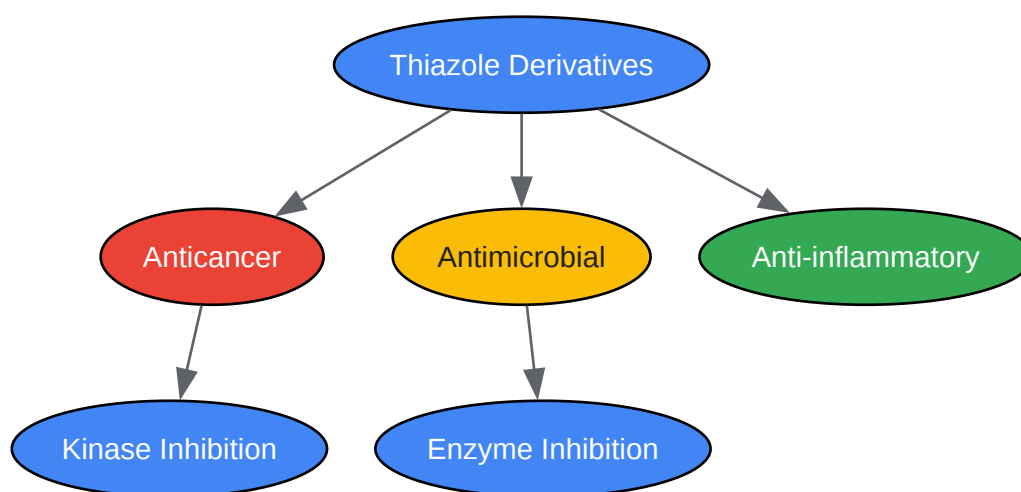 Thiazole Derivatives
Anticancer
Antimicrobial
Anti-inflammatory
Kinase Inhibition
Enzyme Inhibition